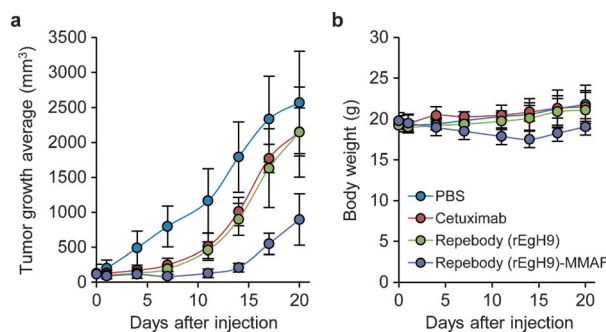 a
Tumor growth average (mm³)
3500
3000
2500
2000
1500
1000
500
0
0 5 10 15 20
Days after injection
b
Body weight (g)
30
25
20
15
10
5
0
0 5 10 15 20
Days after injection
PBS
Cetuximab
Repebody (rEgH9)
Repebody (rEgH9)-MMAF